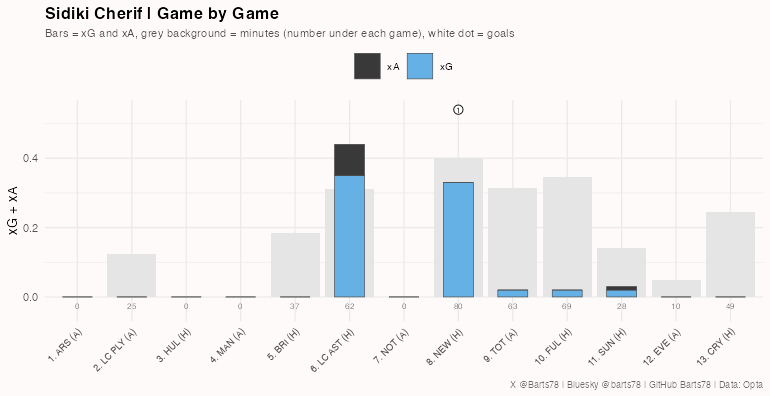 Sidiki Cherif | Game by Game
Bars = xG and xA, grey background = minutes (number under each game), white dot = goals
xA xG
1
xG + xA
0.4
0.2
0.0
0 25 0 0 37 62 0 80 63 69 28 10 49
1. ARS (A)
2. LC PLY (A)
3. HUL (H)
4. MAN (A)
5. BRI (H)
6. LC AST (H)
7. NOT (A)
8. NEW (H)
9. TOT (A)
10. FUL (H)
11. SUN (H)
12. EVE (A)
13. CRY (H)
X @Barts78 | Bluesky @barts78 | GitHub Barts78 | Data: Opta